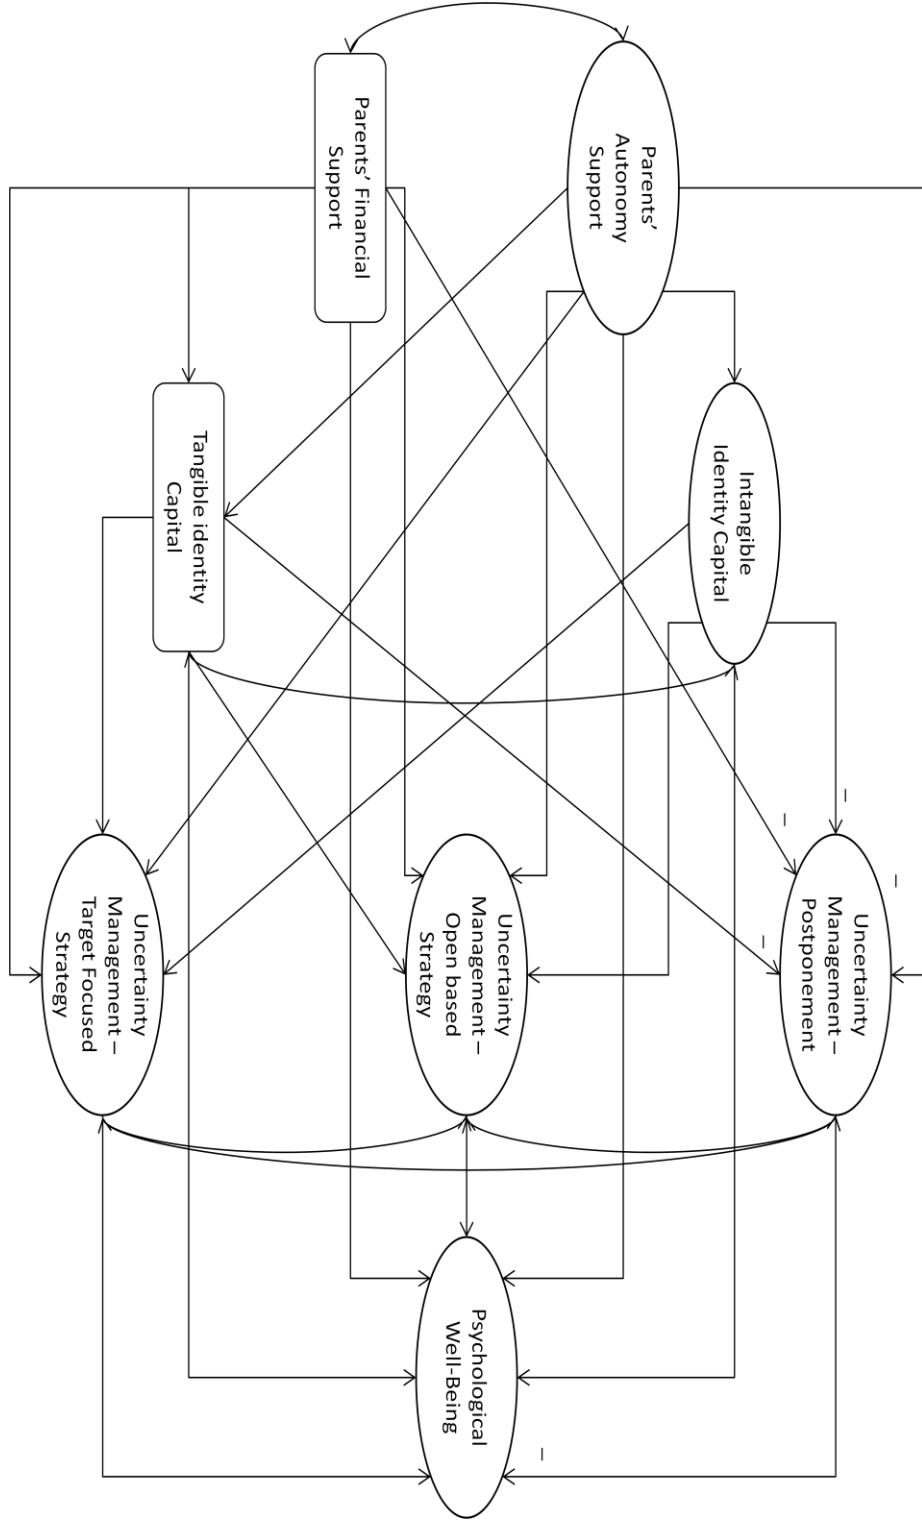 Parents’
Autonomy
Support
Parents’ Financial
Support
Intangible
Identity Capital
Tangible identity
Capital
Uncertainty
Management –
Postponement
Uncertainty
Management –
Open based
Strategy
Uncertainty
Management –
Target Focused
Strategy
Psychological
Well-Being
–
–
–
–
–